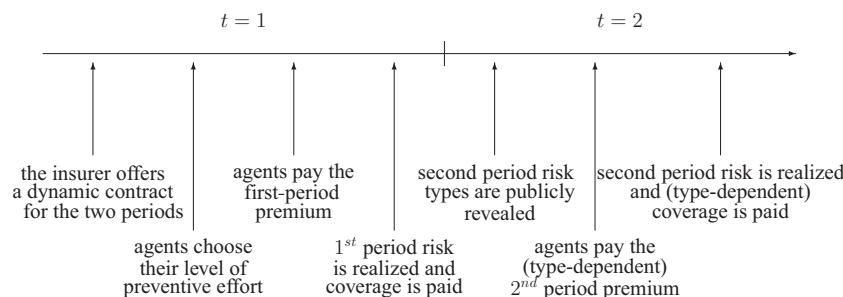 t = 1
t = 2
the insurer offers
a dynamic contract
for the two periods
agents choose
their level of
preventive effort
agents pay the
first-period
premium
1st period risk
is realized and
coverage is paid
second period risk
types are publicly
revealed
agents pay the
(type-dependent)
2nd period premium
second period risk is realized
and (type-dependent)
coverage is paid